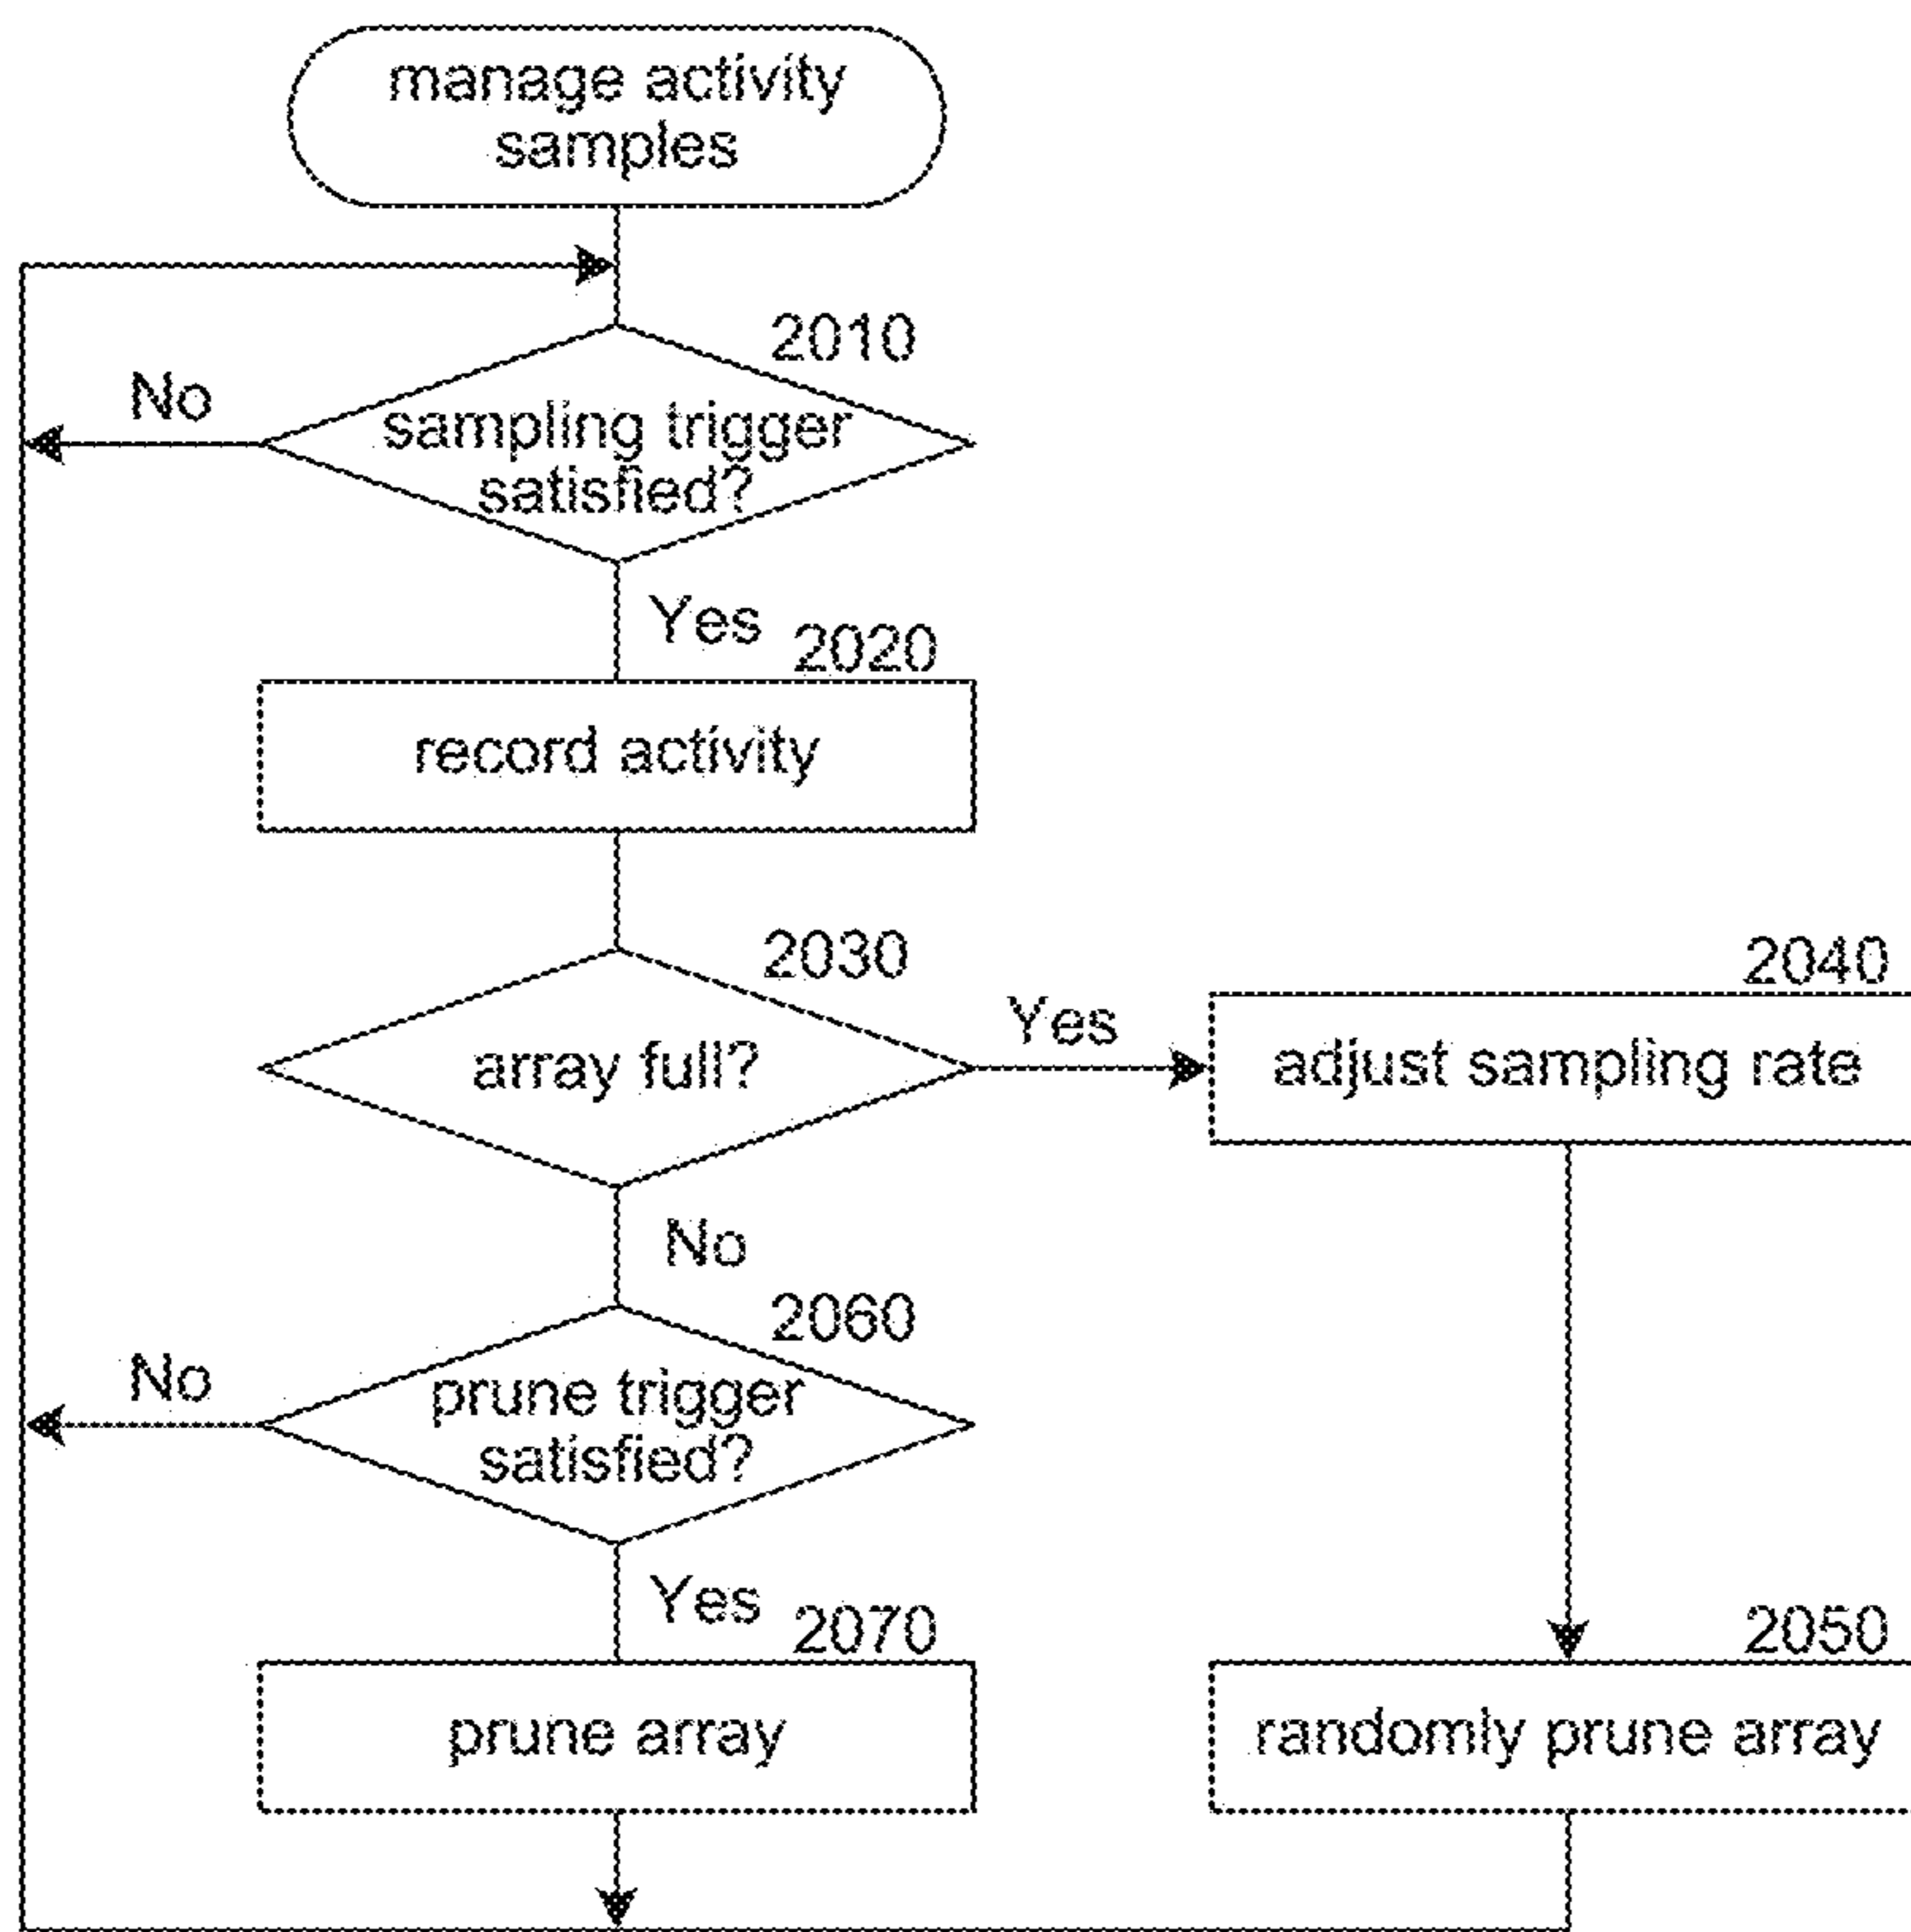 manage activity
samples
2010
No
sampling trigger
satisfied?
Yes
2020
record activity
2030
2040
Yes
array full?
adjust sampling rate
No
2060
No
prune trigger
satisfied?
Yes
2070
2050
prune array
randomly prune array